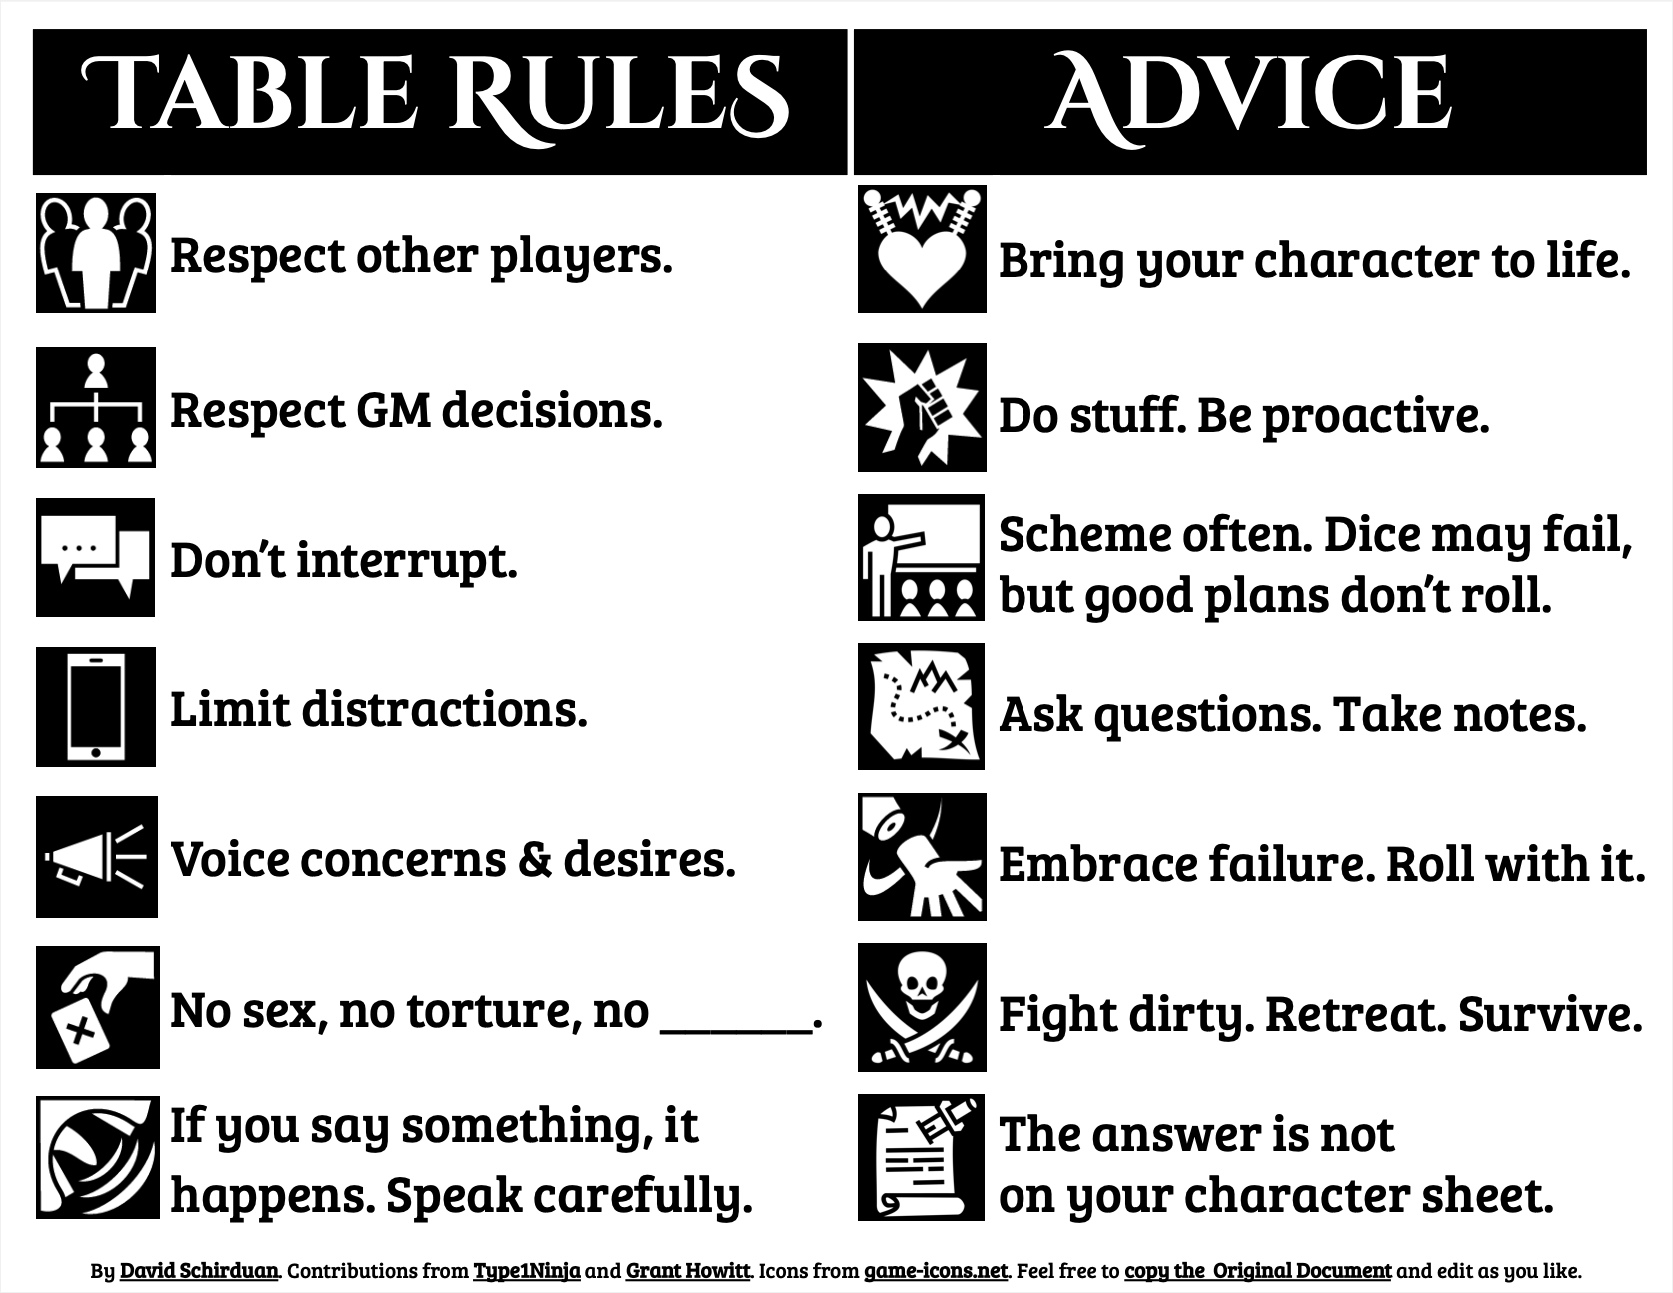 TABLE RULES
Respect other players.
Respect GM decisions.
Don’t interrupt.
Limit distractions.
Voice concerns & desires.
No sex, no torture, no ______.
If you say something, it
happens. Speak carefully.
ADVICE
Bring your character to life.
Do stuff. Be proactive.
Scheme often. Dice may fail,
but good plans don’t roll.
Ask questions. Take notes.
Embrace failure. Roll with it.
Fight dirty. Retreat. Survive.
The answer is not
on your character sheet.
By David Schirduan. Contributions from Type1Ninja and Grant Howitt. Icons from game-icons.net. Feel free to copy the Original Document and edit as you like.